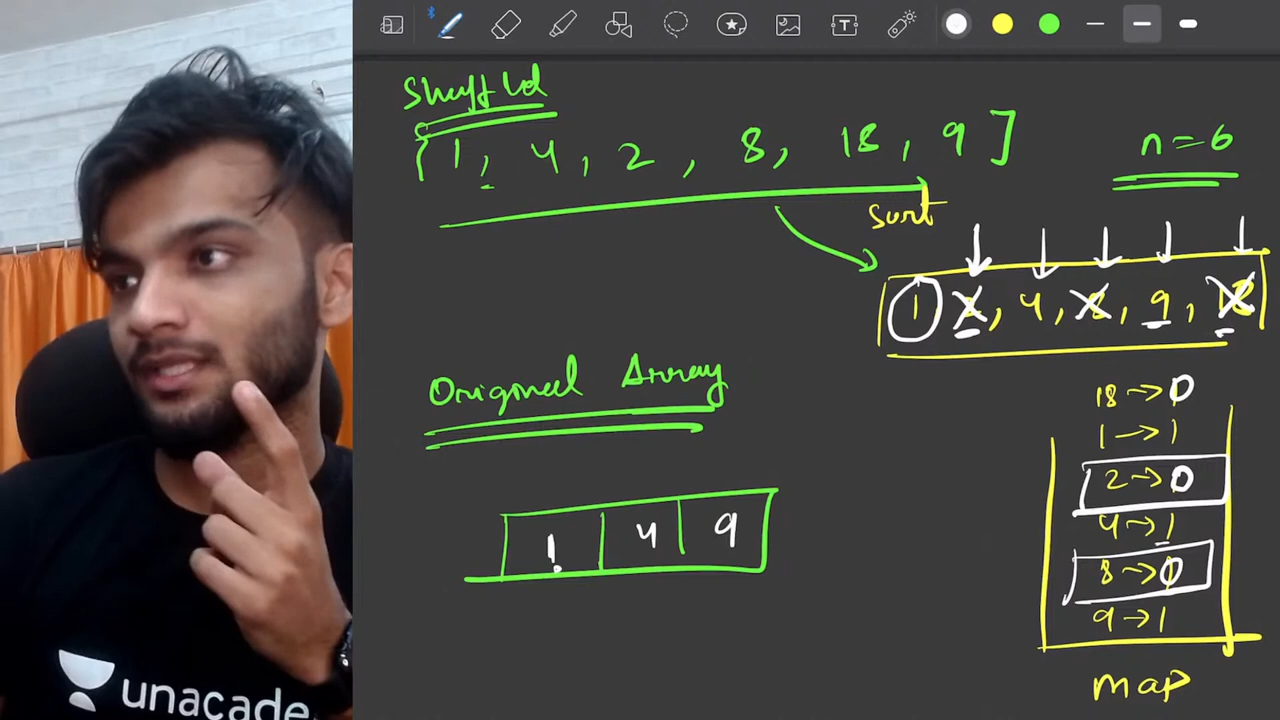 Shuffled
[1, 4, 2, 8, 18, 9]
n=6
sort
1 2, 4, 8, 9, 18
18→0
1→1
2→0
4→1
8→0
9→1
map
Original Array
1 4 9
unacade
T